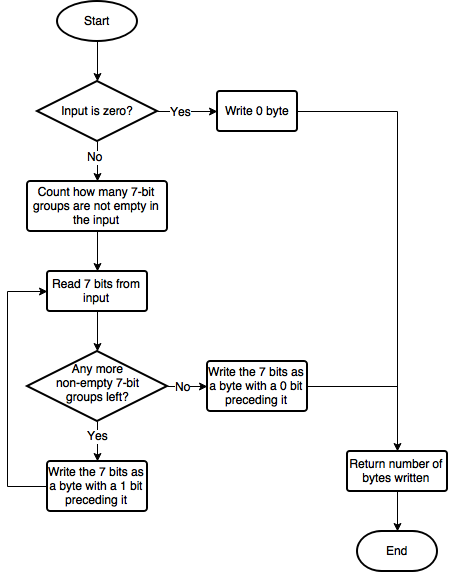 Start
Input is zero?
Yes
Write 0 byte
No
Count how many 7-bit
groups are not empty in
the input
Read 7 bits from
input
Any more
non-empty 7-bit
groups left?
No
Write the 7 bits as
a byte with a 0 bit
preceding it
Yes
Write the 7 bits as
a byte with a 1 bit
preceding it
Return number of
bytes written
End